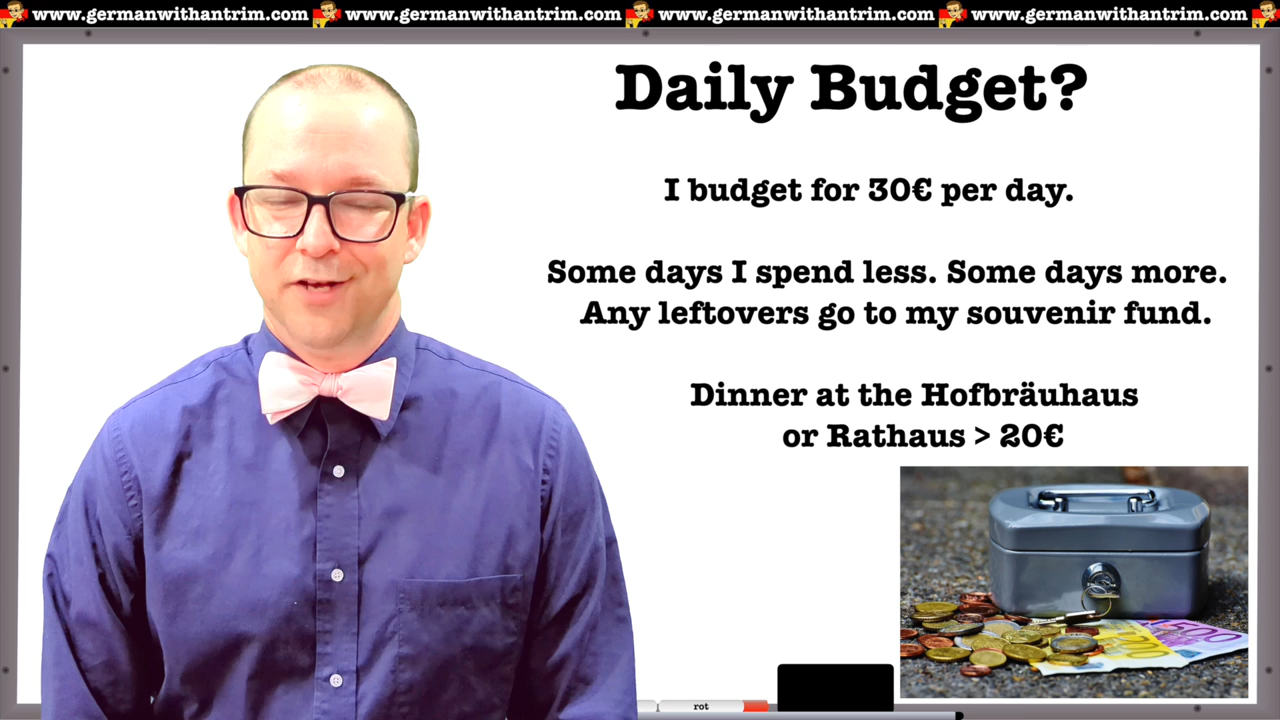 www.germanwithantrim.com www.germanwithantrim.com www.germanwithantrim.com www.germanwithantrim.com
Daily Budget?
I budget for 30€ per day.
Some days I spend less. Some days more.
Any leftovers go to my souvenir fund.
Dinner at the Hofbräuhaus
or Rathaus > 20€
500
200
rot